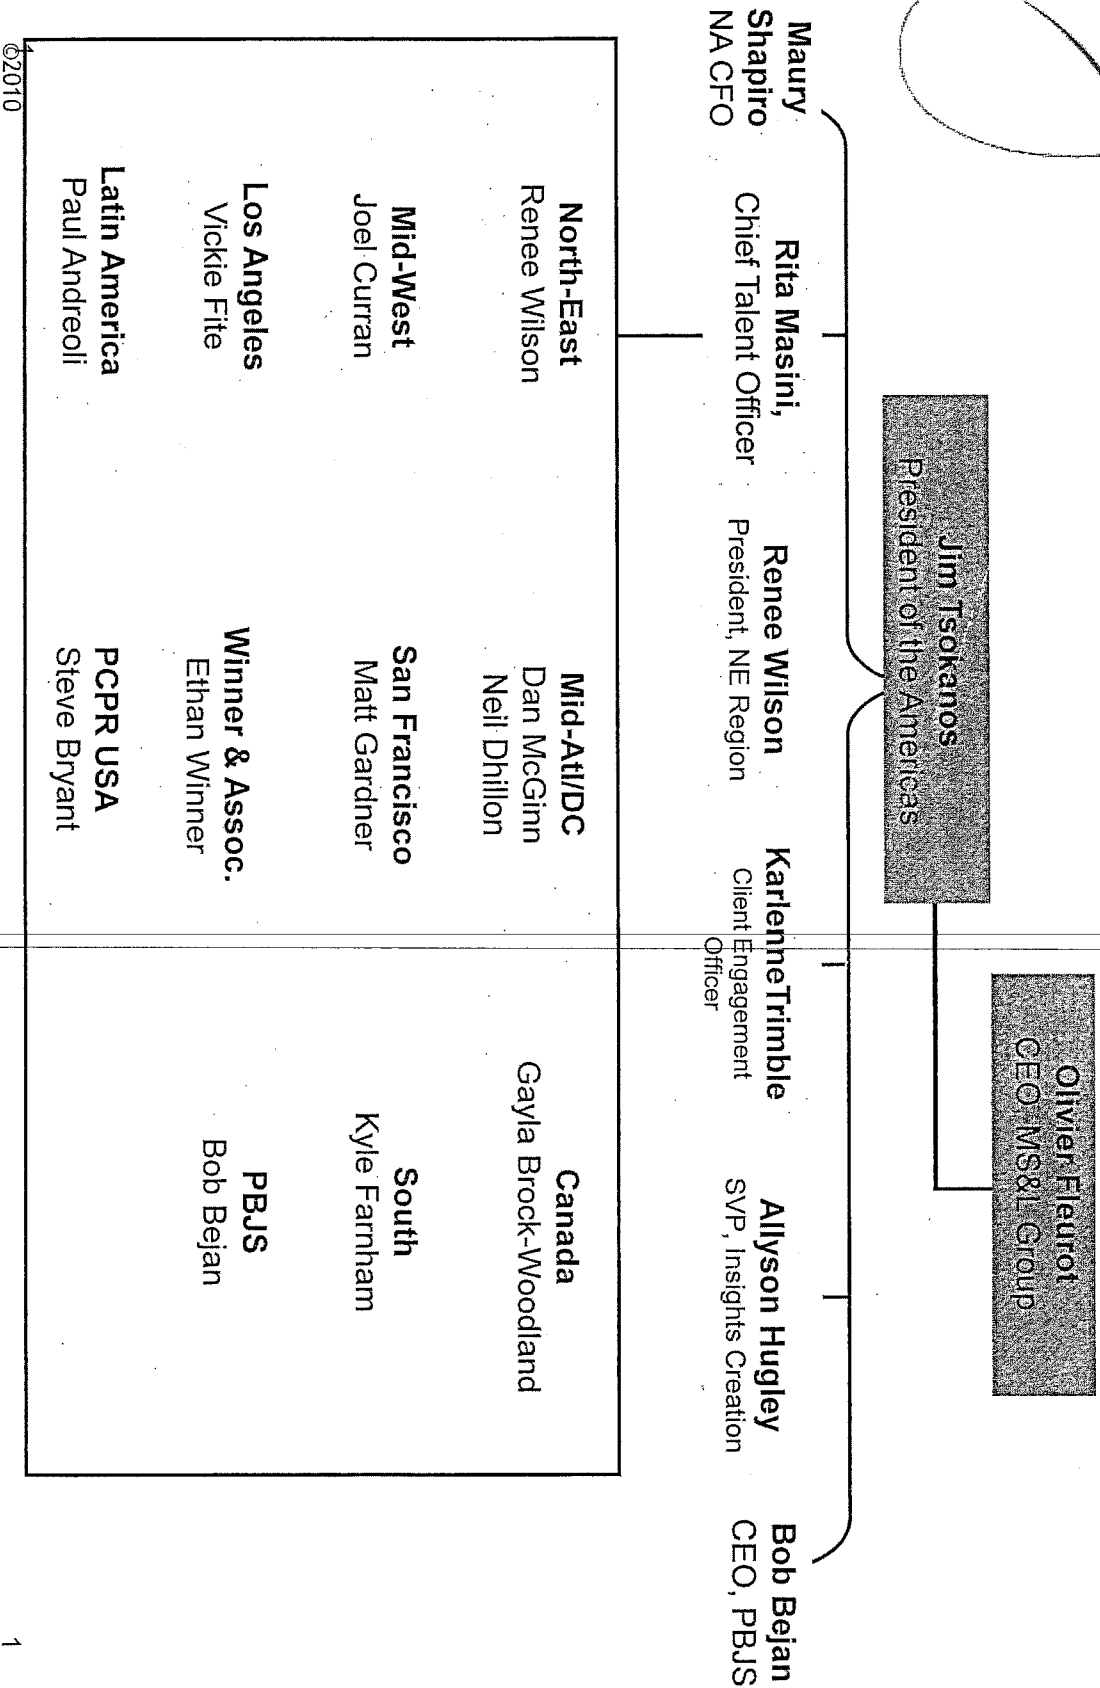 Olivier Fleurot
CEO, MS&L Group
Jim Tsokanos
President of the Americas
Maury
Shapiro
NA CFO
Rita Masini,
Chief Talent Officer
Renee Wilson
President, NE Region
KarlenneTrimble
Client Engagement
Officer
Allyson Hugley
SVP, Insights Creation
Bob Bejan
CEO, PBJS
North-East
Renee Wilson
Mid-Atl/DC
Dan McGinn
Neil Dhillon
Canada
Gayla Brock-Woodland
Mid-West
Joel Curran
San Francisco
Matt Gardner
South
Kyle Farnham
Los Angeles
Vickie Fite
Winner & Assoc.
Ethan Winner
PBJS
Bob Bejan
Latin America
Paul Andreoli
PCPR USA
Steve Bryant
1
©2010
1